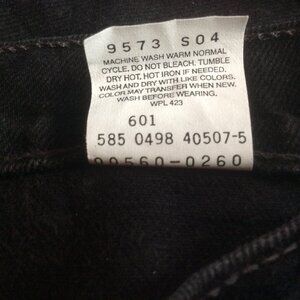 9573 S04
MACHINE WASH WARM NORMAL
CYCLE. DO NOT BLEACH. TUMBLE
DRY HOT, HOT IRON IF NEEDED.
WASH AND DRY WITH LIKE COLORS.
COLOR MAY TRANSFER WHEN NEW.
WASH BEFORE WEARING.
WPL 423
601
585 0498 40507-5
00560-0260